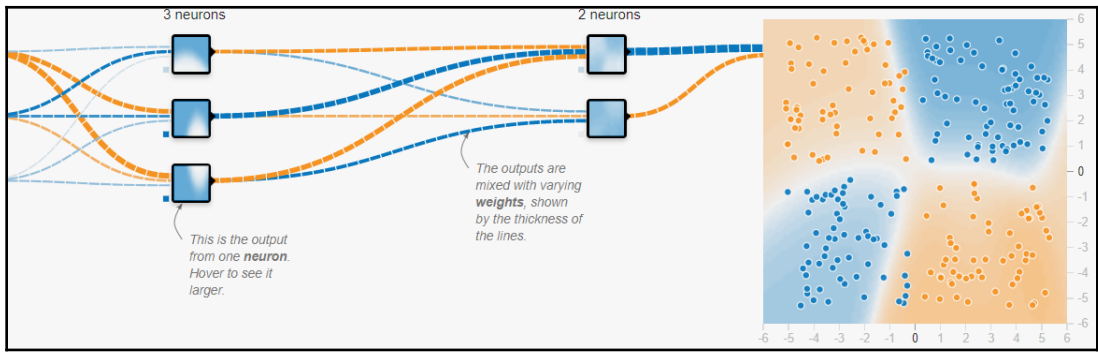 3 neurons
2 neurons
This is the output
from one neuron.
Hover to see it
larger.
The outputs are
mixed with varying
weights, shown
by the thickness of
the lines.
6
5
4
3
2
1
0
-1
-2
-3
-4
-5
-6
-6 -5 -4 -3 -2 -1 0 1 2 3 4 5 6